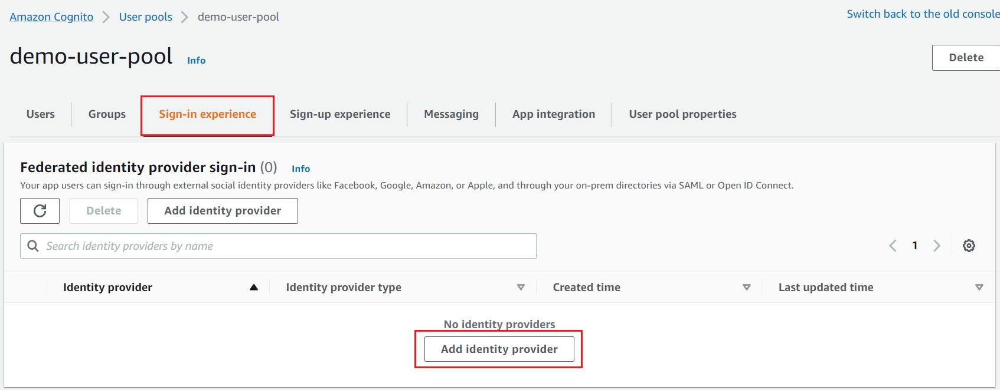 Amazon Cognito User pools demo-user-pool
Switch back to the old console
demo-user-pool Info
Delete
Users Groups Sign-in experience Sign-up experience Messaging App integration User pool properties
Federated identity provider sign-in (0) Info
Your app users can sign-in through external social identity providers like Facebook, Google, Amazon, or Apple, and through your on-prem directories via SAML or Open ID Connect.
Delete Add identity provider
Search identity providers by name
1
Identity provider Identity provider type Created time Last updated time
No identity providers
Add identity provider